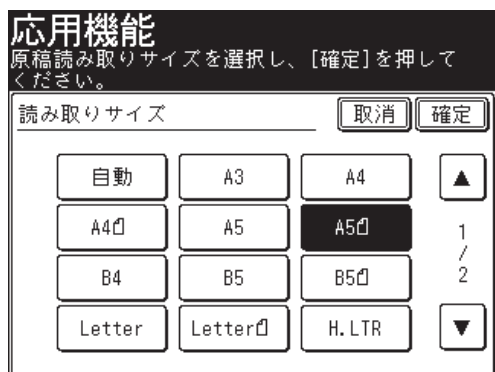 応用機能
原稿読み取りサイズを選択し、[確定]を押して
ください。
読み取りサイズ 取消 確定
自動 A3 A4 ▲
A4 A5 A5 1
/
B4 B5 B5 2
Letter Letter H.LTR ▼